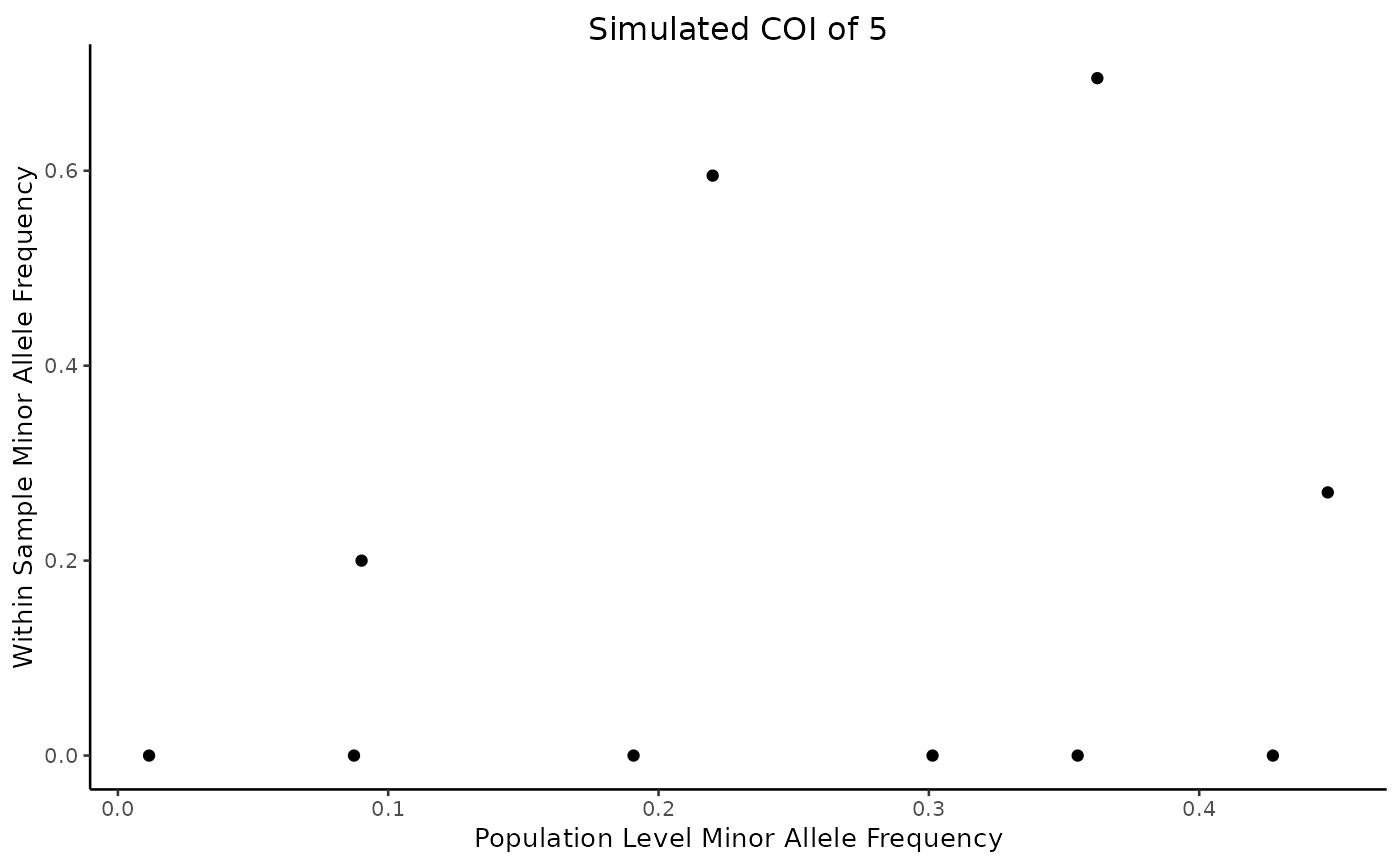 Simulated COI of 5
Within Sample Minor Allele Frequency
0.6
0.4
0.2
0.0
0.0 0.1 0.2 0.3 0.4
Population Level Minor Allele Frequency